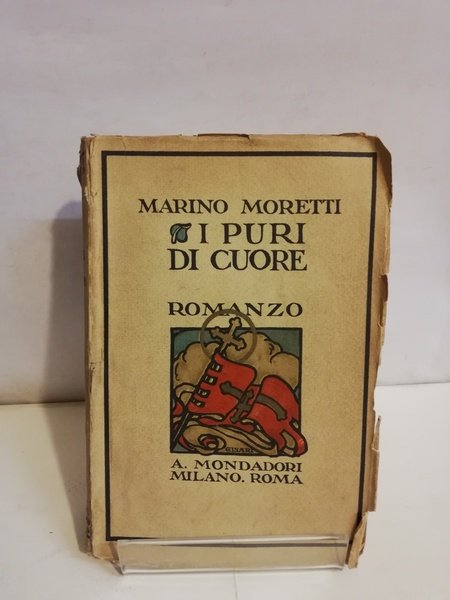 MARINO MORETTI
I PURI
DI CUORE
ROMANZO
A. MONDADORI
MILANO. ROMA